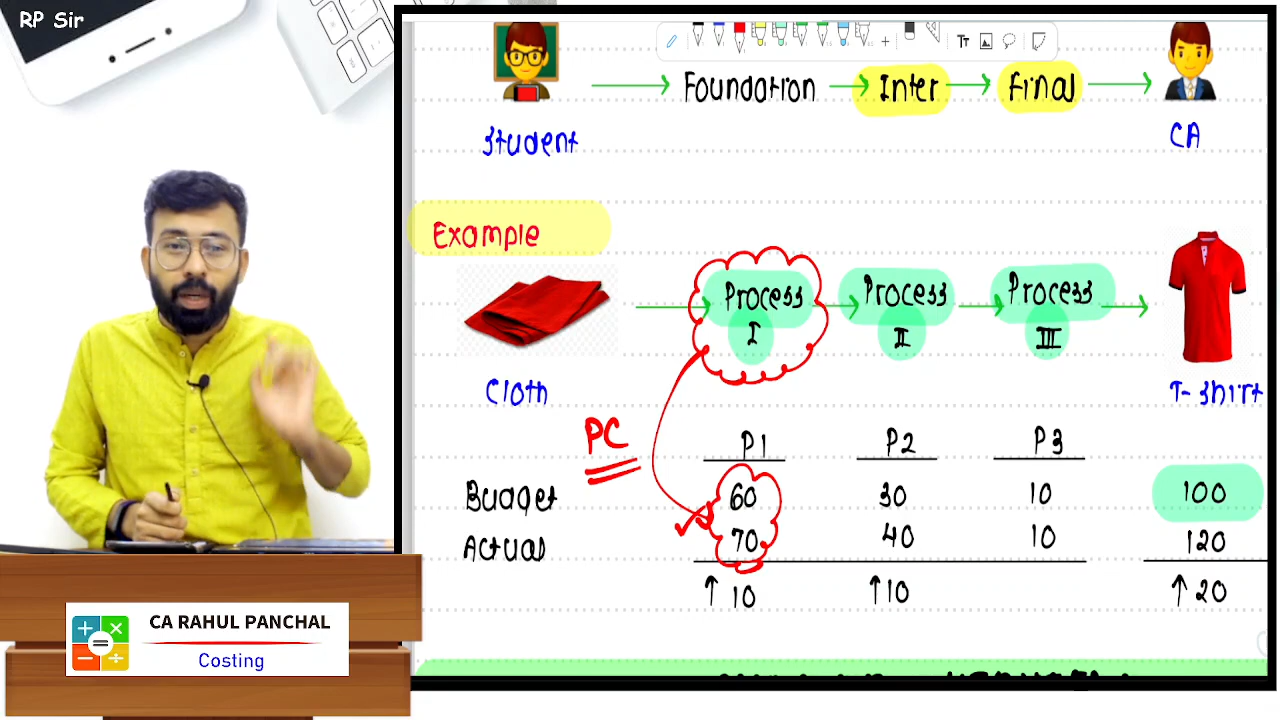 RP Sir
Foundation Inter Final
Student CA
Example
Process Process Process
I II III
Cloth T-Shirt
PC
P1 P2 P3
Budget 60 30 10 100
Actual 70 40 10 120
↑ 10 ↑ 10 ↑ 20
CA RAHUL PANCHAL
Costing